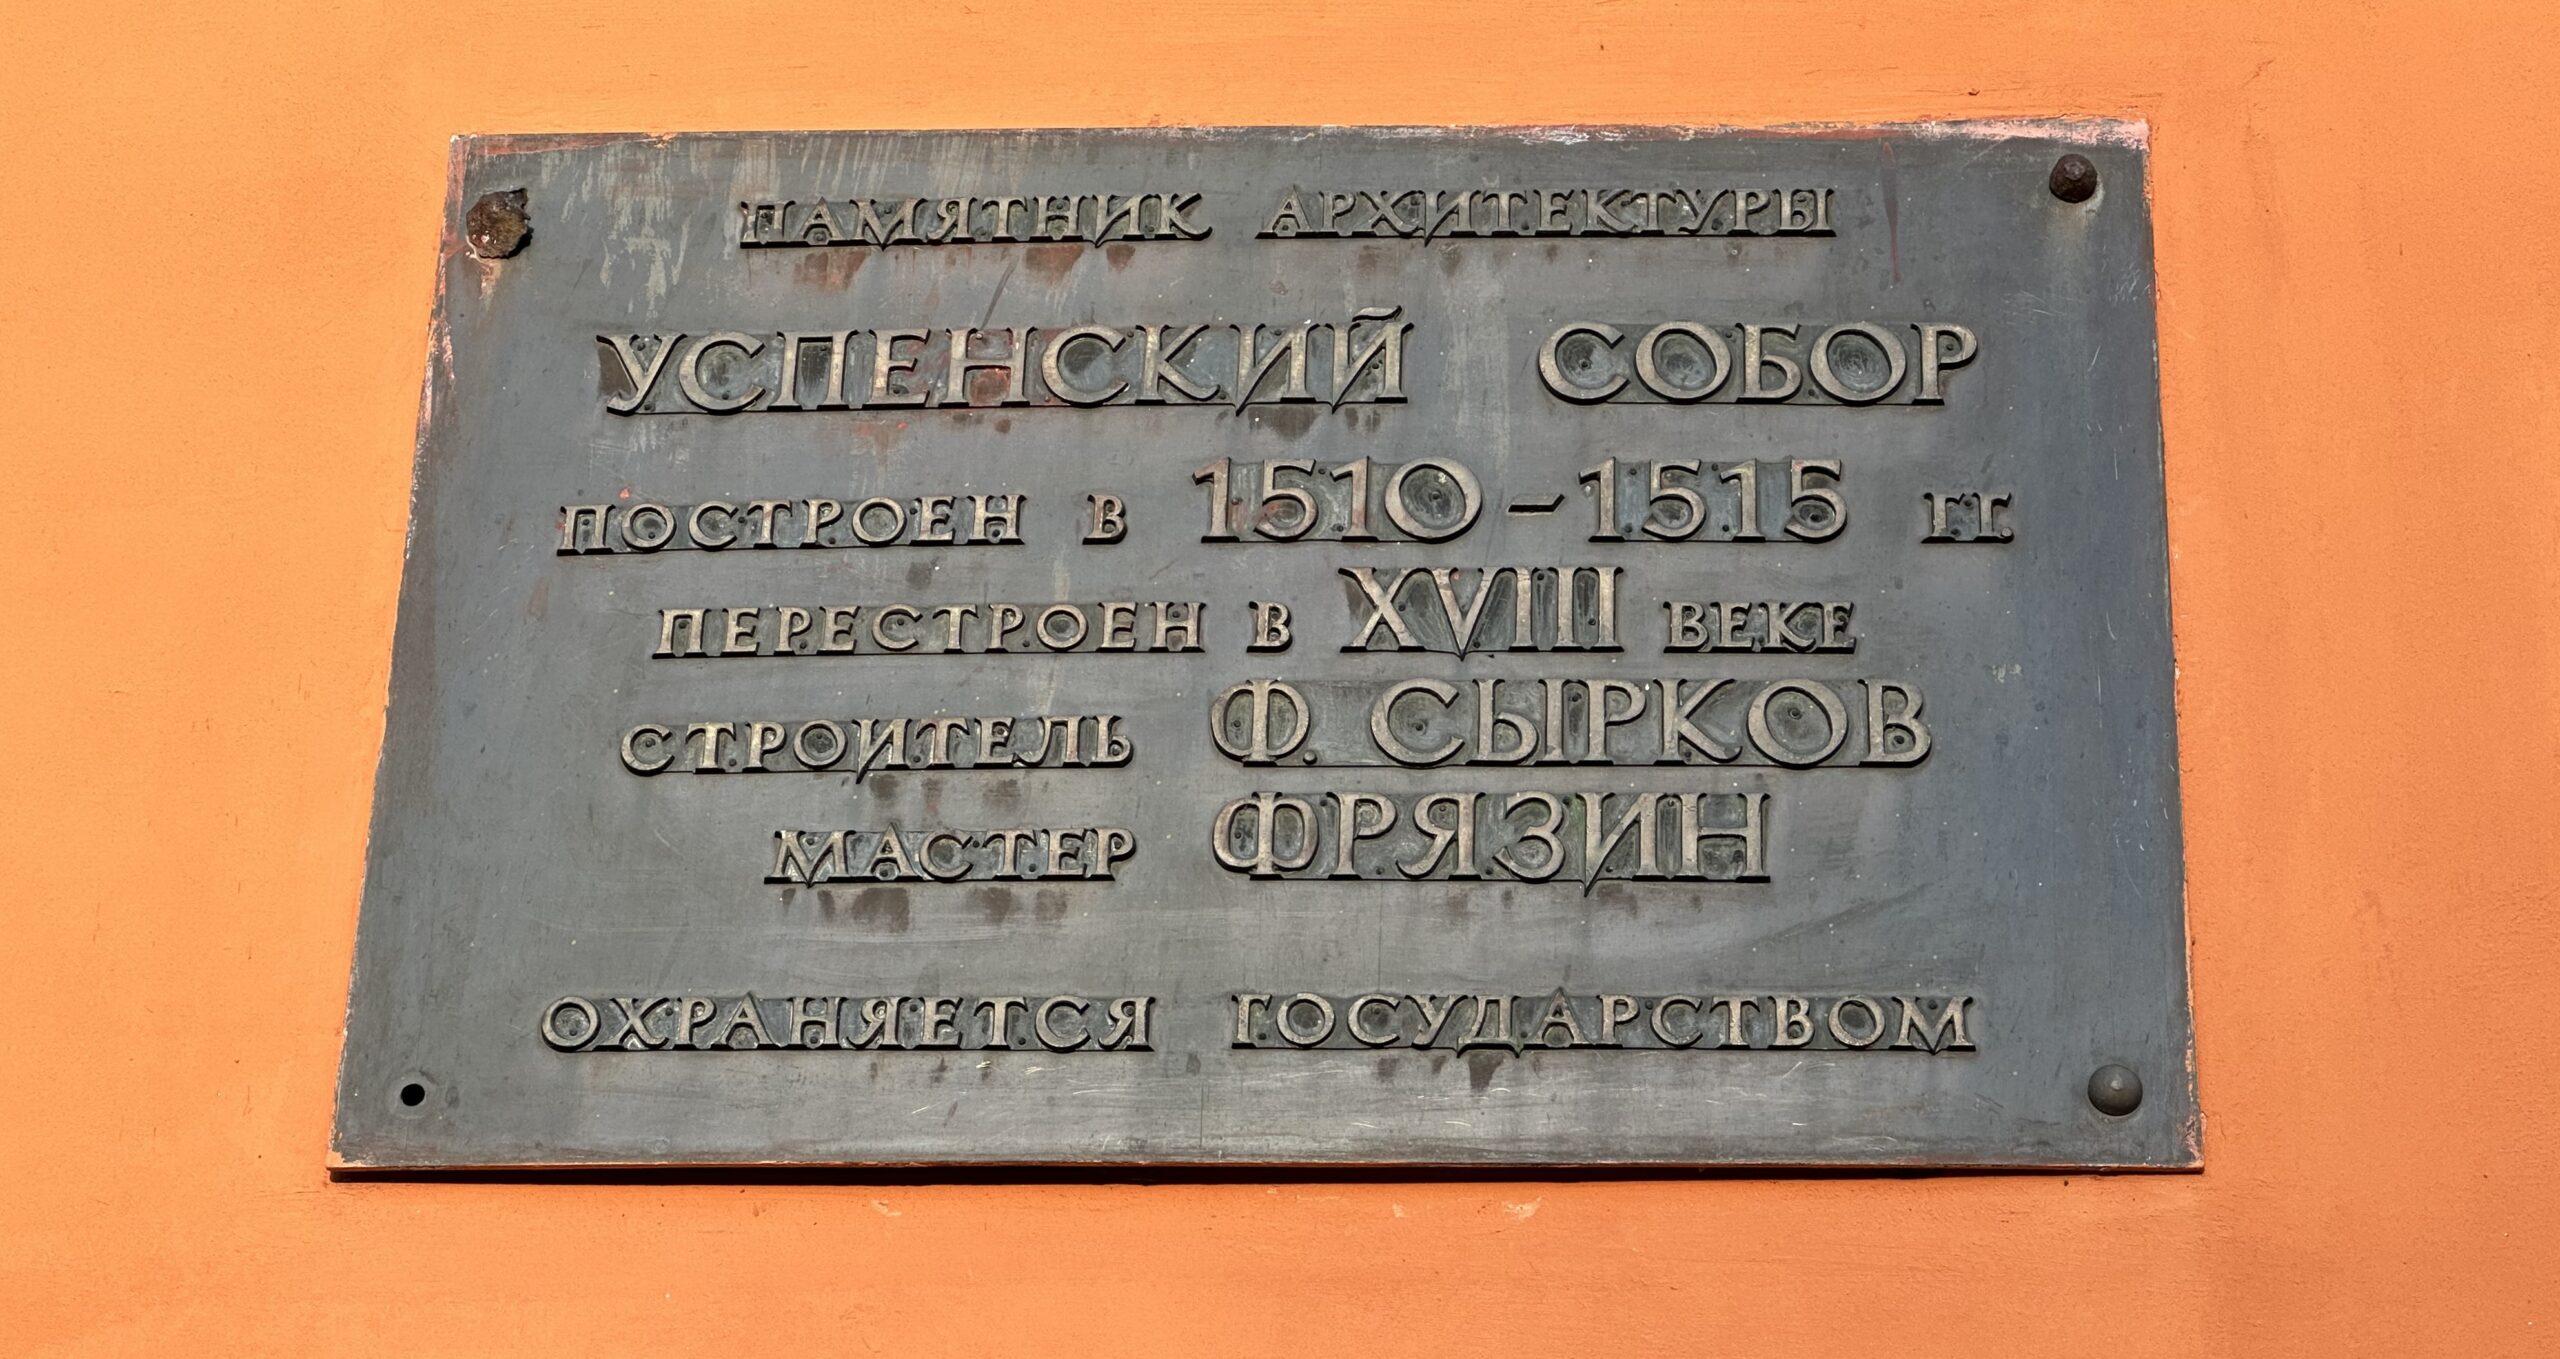 ПАМЯТНИК АРХИТЕКТУРЫ
УСПЕНСКИЙ СОБОР
ПОСТРОЕН В 1510-1515 ГГ.
ПЕРЕСТРОЕН В XVIII ВЕКЕ
СТРОИТЕЛЬ Ф. СЫРКОВ
МАСТЕР ФРЯЗИН
ОХРАНЯЕТСЯ ГОСУДАРСТВОМ